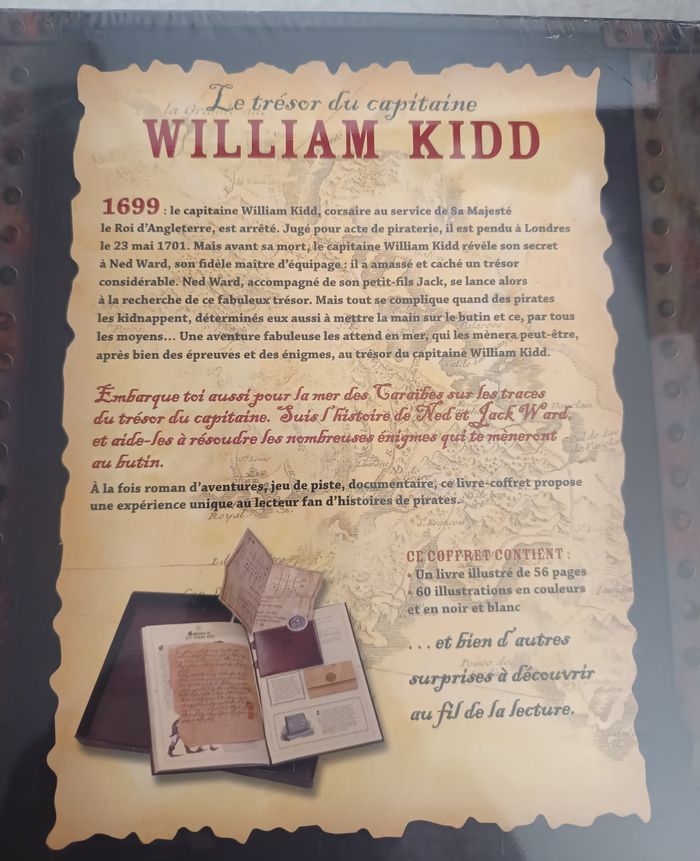 Le trésor du capitaine
WILLIAM KIDD
1699 : le capitaine William Kidd, corsaire au service de Sa Majesté
le Roi d'Angleterre, est arrêté. Jugé pour acte de piraterie, il est pendu à Londres
le 23 mai 1701. Mais avant sa mort, le capitaine William Kidd révèle son secret
à Ned Ward, son fidèle maître d'équipage : il a amassé et caché un trésor
considérable. Ned Ward, accompagné de son petit-fils Jack, se lance alors
à la recherche de ce fabuleux trésor. Mais tout se complique quand des pirates
les kidnappent, déterminés eux aussi à mettre la main sur le butin et ce, par tous
les moyens... Une aventure fabuleuse les attend en mer, qui les mènera peut-être,
après bien des épreuves et des énigmes, au trésor du capitaine William Kidd.
Embarque toi aussi pour la mer des Caraïbes sur les traces
du trésor du capitaine. Suis l'histoire de Ned et Jack Ward,
et aide-les à résoudre les nombreuses énigmes qui te mèneront
au butin.
À la fois roman d'aventures, jeu de piste, documentaire, ce livre-coffret propose
une expérience unique au lecteur fan d'histoires de pirates.
CE COFFRET CONTIENT :
• Un livre illustré de 56 pages
• 60 illustrations en couleurs
et en noir et blanc
...et bien d'autres
surprises à découvrir
au fil de la lecture.